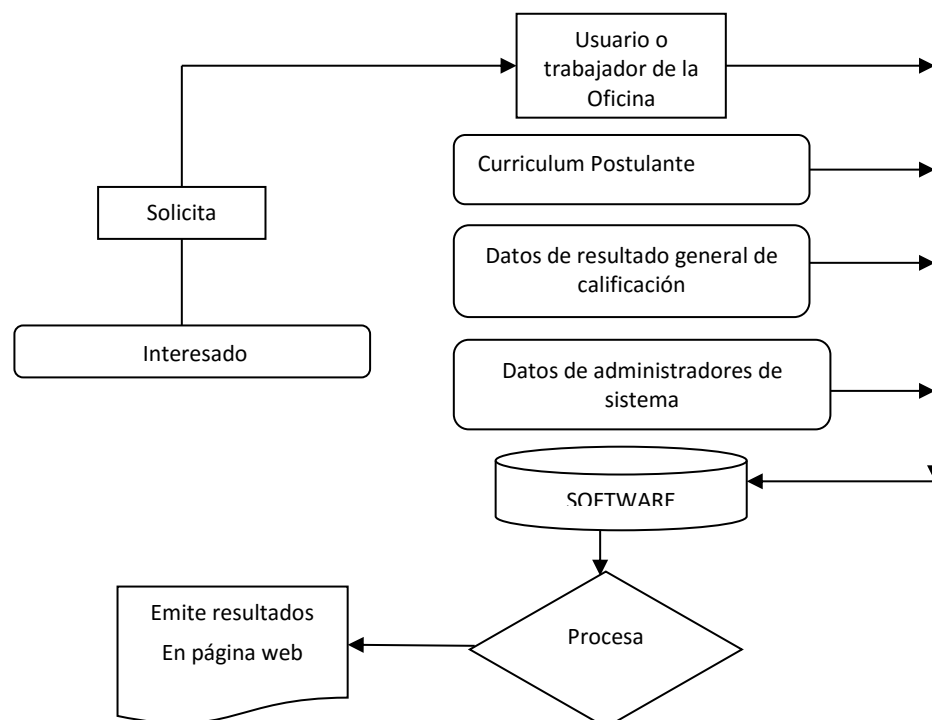 Usuario o
trabajador de la
Oficina
Curriculum Postulante
Solicita
Datos de resultado general de
calificación
Interesado
Datos de administradores de
sistema
SOFTWARE
Emite resultados
En página web
Procesa